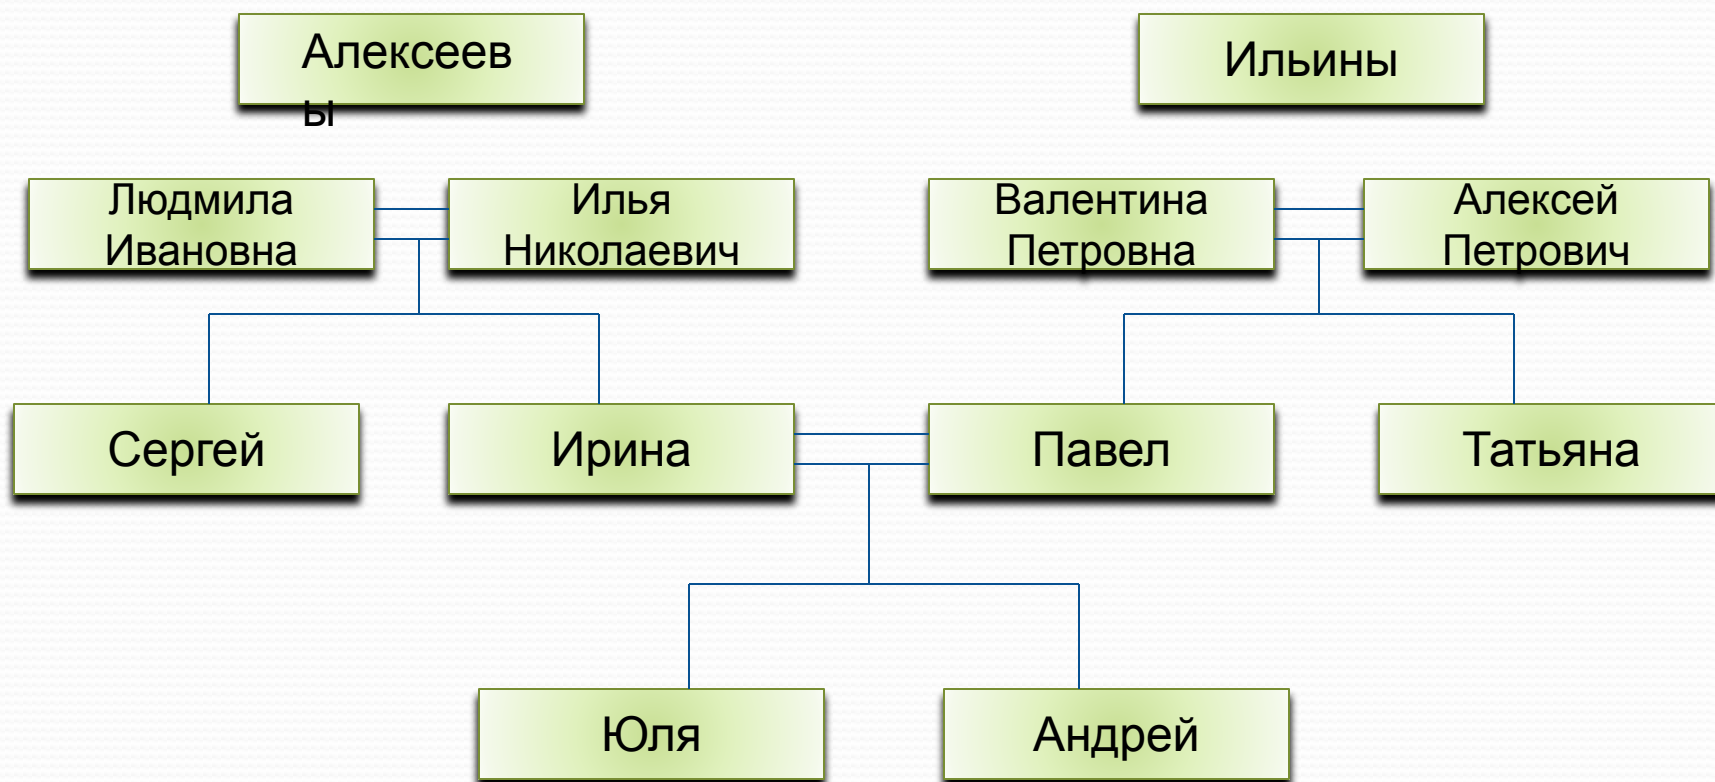 Алексеев
ы
Ильины
Людмила
Ивановна
Илья
Николаевич
Валентина
Петровна
Алексей
Петрович
Сергей
Ирина
Павел
Татьяна
Юля
Андрей